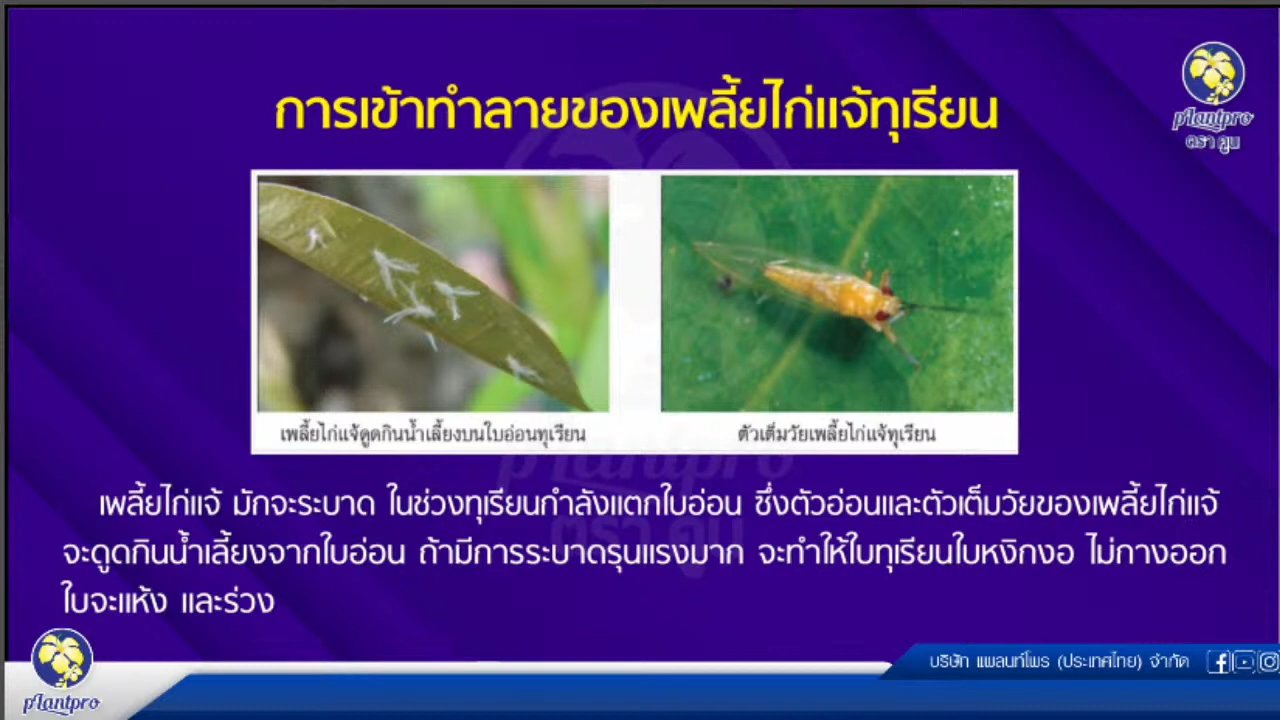 การเข้าทำลายของเพลี้ยไก่แจ้ทุเรียน
plantpro
ตรา คูน
เพลี้ยไก่แจ้ดูดกินน้ำเลี้ยงบนใบอ่อนทุเรียน
ตัวเต็มวัยเพลี้ยไก่แจ้ทุเรียน
เพลี้ยไก่แจ้ มักจะระบาด ในช่วงทุเรียนกำลังแตกใบอ่อน ซึ่งตัวอ่อนและตัวเต็มวัยของเพลี้ยไก่แจ้
จะดูดกินน้ำเลี้ยงจากใบอ่อน ถ้ามีการระบาดรุนแรงมาก จะทำให้ใบทุเรียนใบหงิกงอ ไม่กางออก
ใบจะแห้ง และร่วง
plantpro
ตรา คูน
บริษัท แพลนท์โพร (ประเทศไทย) จำกัด
plantpro